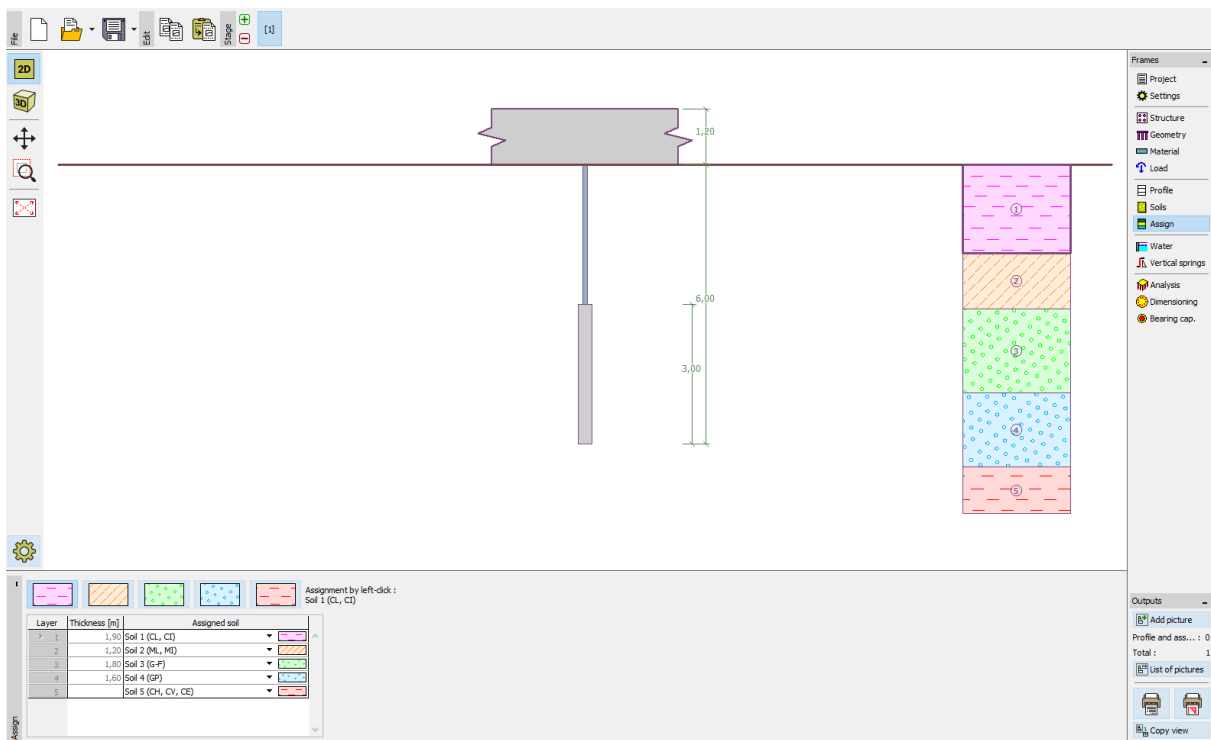 File
Edit
Stage
[1]
2D
3D
1,20
6,00
3,00
1
2
3
4
5
Frames
Project
Settings
Structure
Geometry
Material
Load
Profile
Soils
Assign
Water
Vertical springs
Analysis
Dimensioning
Bearing cap.
Assignment by left-click :
Soil 1 (CL, CI)
Layer Thickness [m] Assigned soil
1 1,90 Soil 1 (CL, CI)
2 1,20 Soil 2 (ML, MI)
3 1,80 Soil 3 (G-F)
4 1,60 Soil 4 (GP)
5 Soil 5 (CH, CV, CE)
Assign
Outputs
Add picture
Profile and ass... : 0
Total : 1
List of pictures
Copy view